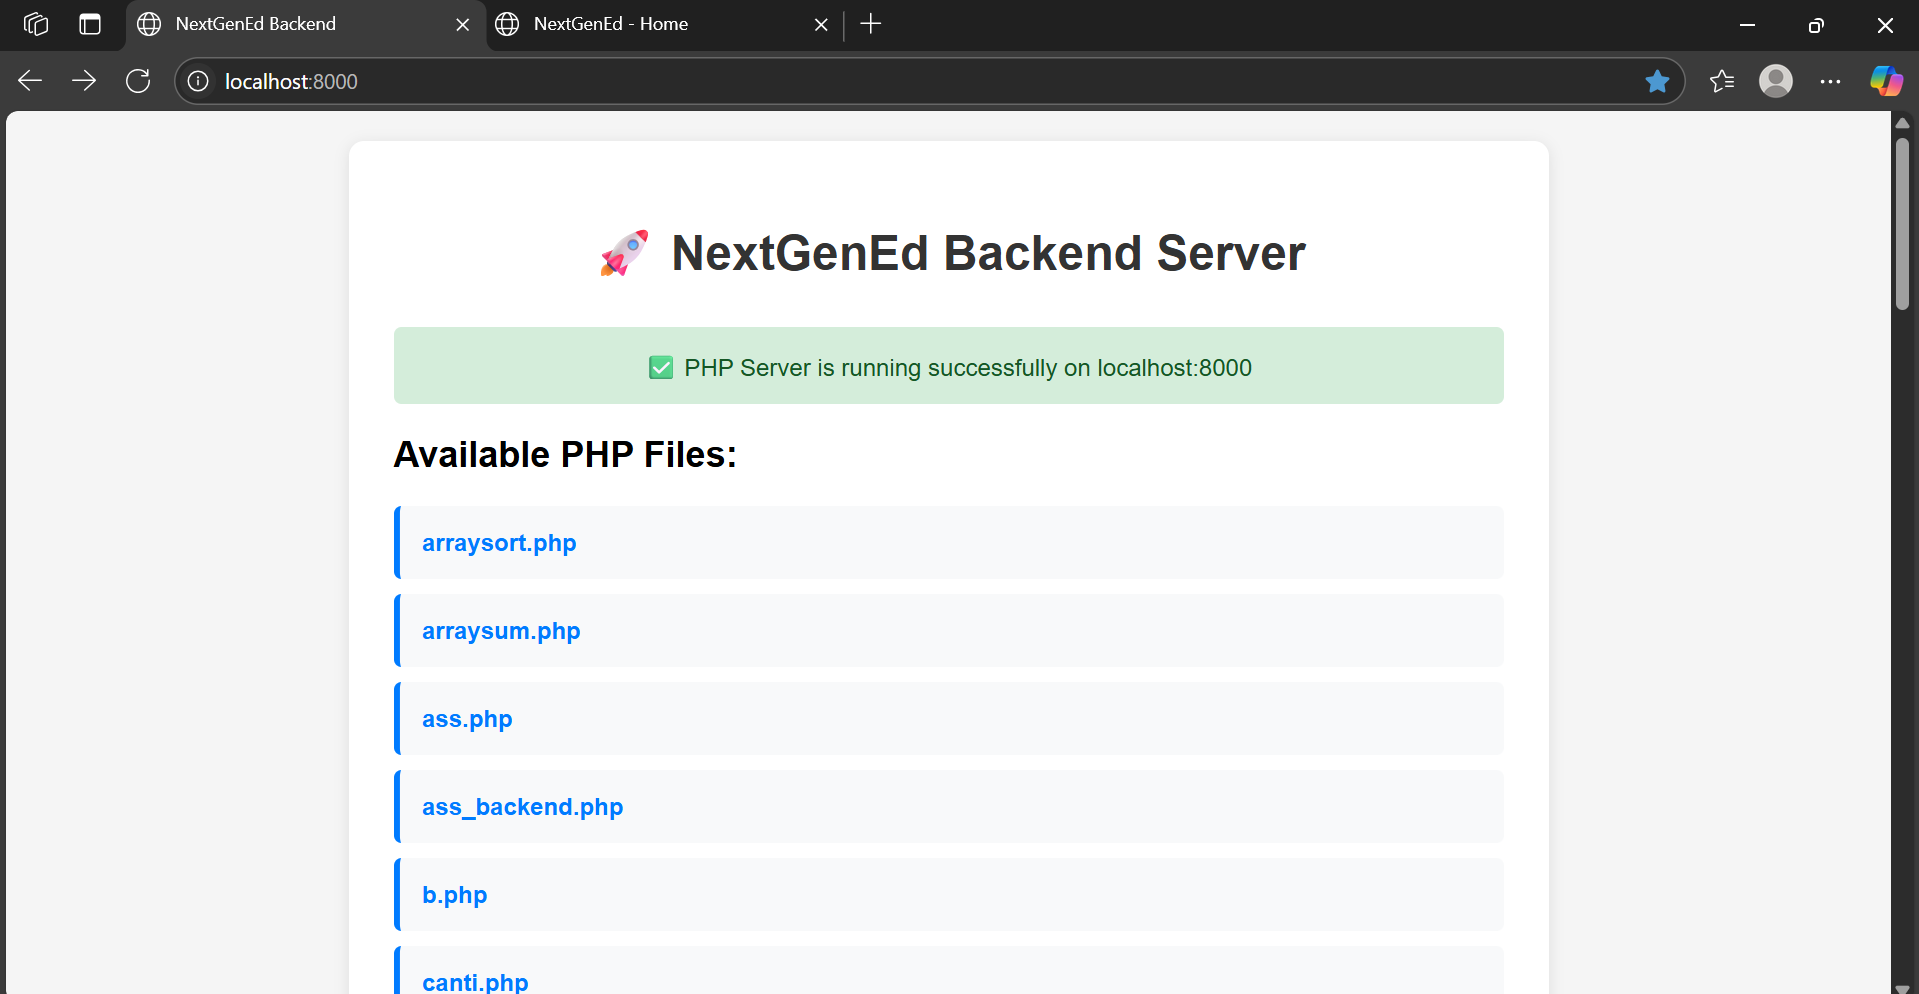 NextGenEd Backend
NextGenEd - Home
localhost:8000
🚀 NextGenEd Backend Server
✅ PHP Server is running successfully on localhost:8000
Available PHP Files:
arraysort.php
arraysum.php
ass.php
ass_backend.php
b.php
canti.php